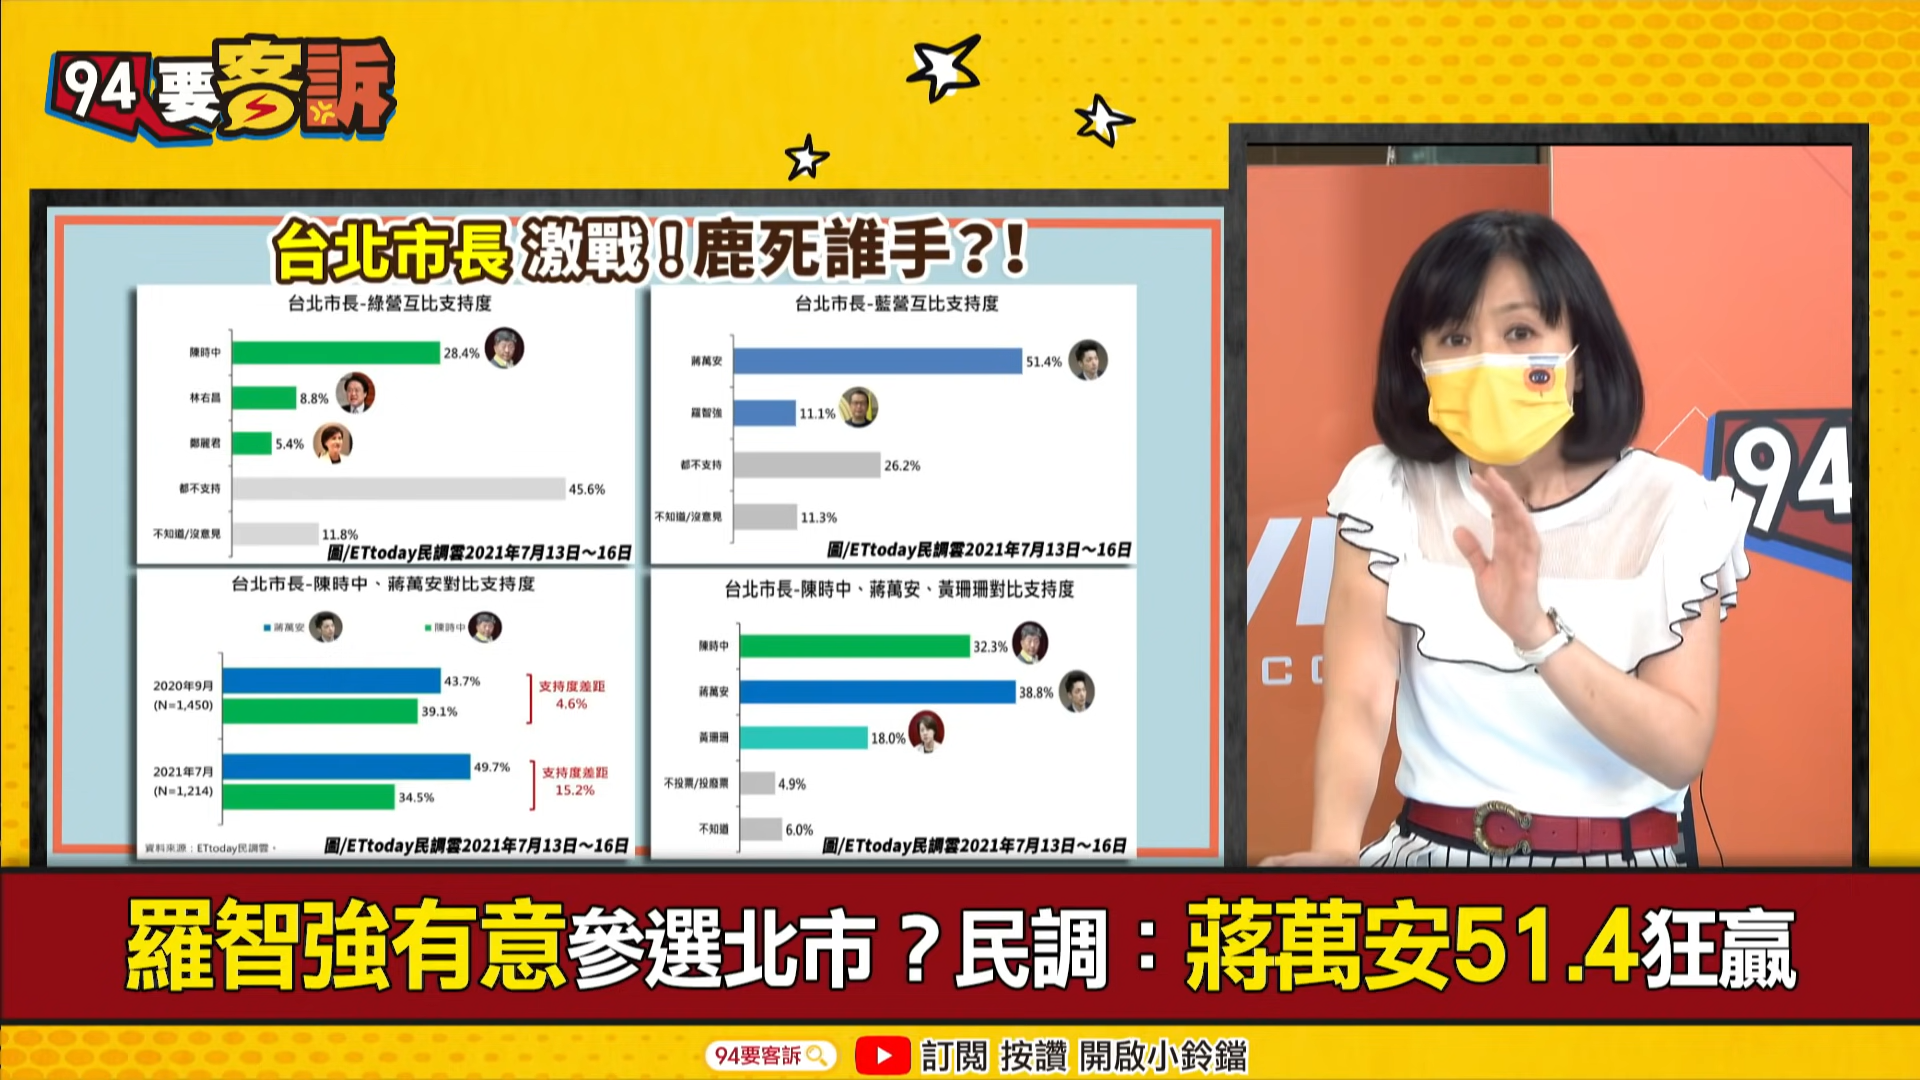 94要客訴
台北市長 激戰！鹿死誰手？！
台北市長-綠營互比支持度
陳時中 28.4%
林右昌 8.8%
鄭麗君 5.4%
都不支持 45.6%
不知道/沒意見 11.8%
圖/ETtoday民調雲2021年7月13日～16日
台北市長-藍營互比支持度
蔣萬安 51.4%
羅智強 11.1%
都不支持 26.2%
不知道/沒意見 11.3%
圖/ETtoday民調雲2021年7月13日～16日
台北市長-陳時中、蔣萬安對比支持度
蔣萬安 陳時中
2020年9月 43.7% 支持度差距
(N=1,450) 39.1% 4.6%
2021年7月 49.7% 支持度差距
(N=1,214) 34.5% 15.2%
資料來源：ETtoday民調雲。
圖/ETtoday民調雲2021年7月13日～16日
台北市長-陳時中、蔣萬安、黃珊珊對比支持度
陳時中 32.3%
蔣萬安 38.8%
黃珊珊 18.0%
不投票/投廢票 4.9%
不知道 6.0%
圖/ETtoday民調雲2021年7月13日～16日
94
羅智強有意參選北市？民調：蔣萬安51.4狂贏
94要客訴
訂閱 按讚 開啟小鈴鐺